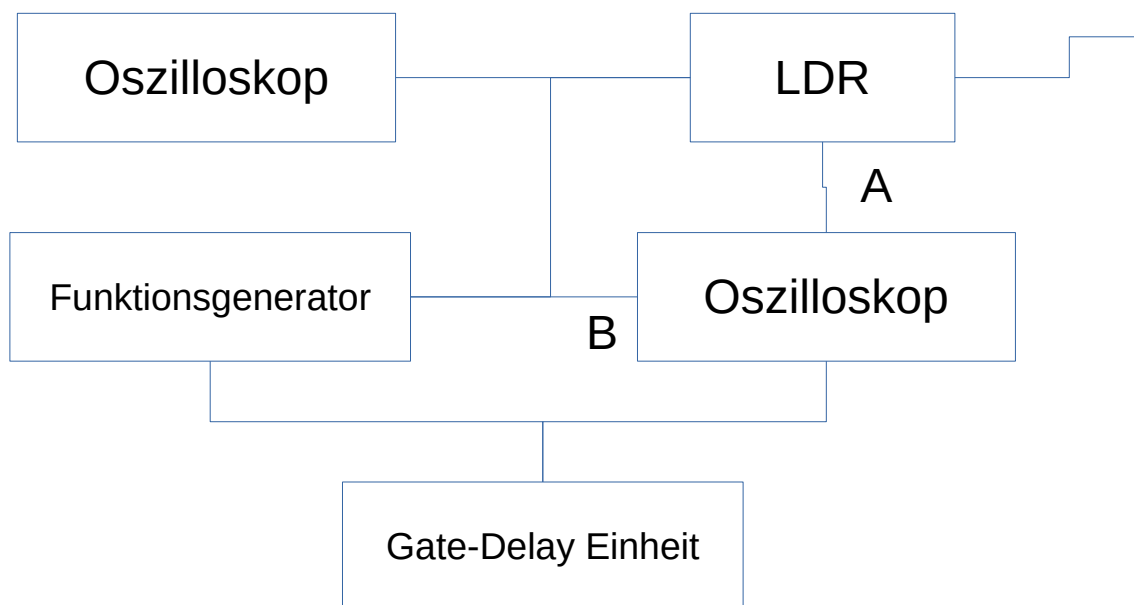 Oszilloskop
LDR
A
Funktionsgenerator
Oszilloskop
B
Gate-Delay Einheit